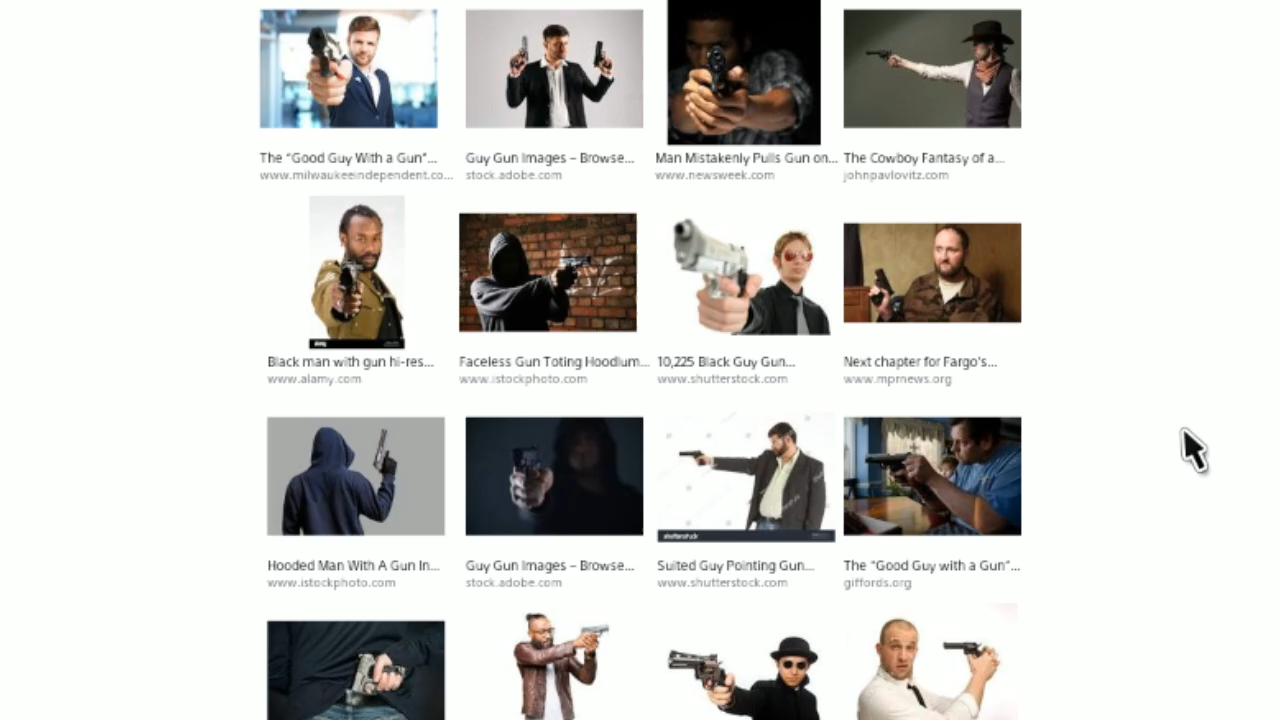 The “Good Guy With a Gun”...
www.milwaukeeindependent.co...
Guy Gun Images – Browse...
stock.adobe.com
Man Mistakenly Pulls Gun on...
www.newsweek.com
The Cowboy Fantasy of a...
johnpavlovitz.com
alamy
Black man with gun hi-res...
www.alamy.com
Faceless Gun Toting Hoodlum...
www.istockphoto.com
10,225 Black Guy Gun...
www.shutterstock.com
Next chapter for Fargo's...
www.mprnews.org
Hooded Man With A Gun In...
www.istockphoto.com
Guy Gun Images – Browse...
stock.adobe.com
shutterstock
Suited Guy Pointing Gun...
www.shutterstock.com
The “Good Guy with a Gun”...
giffords.org